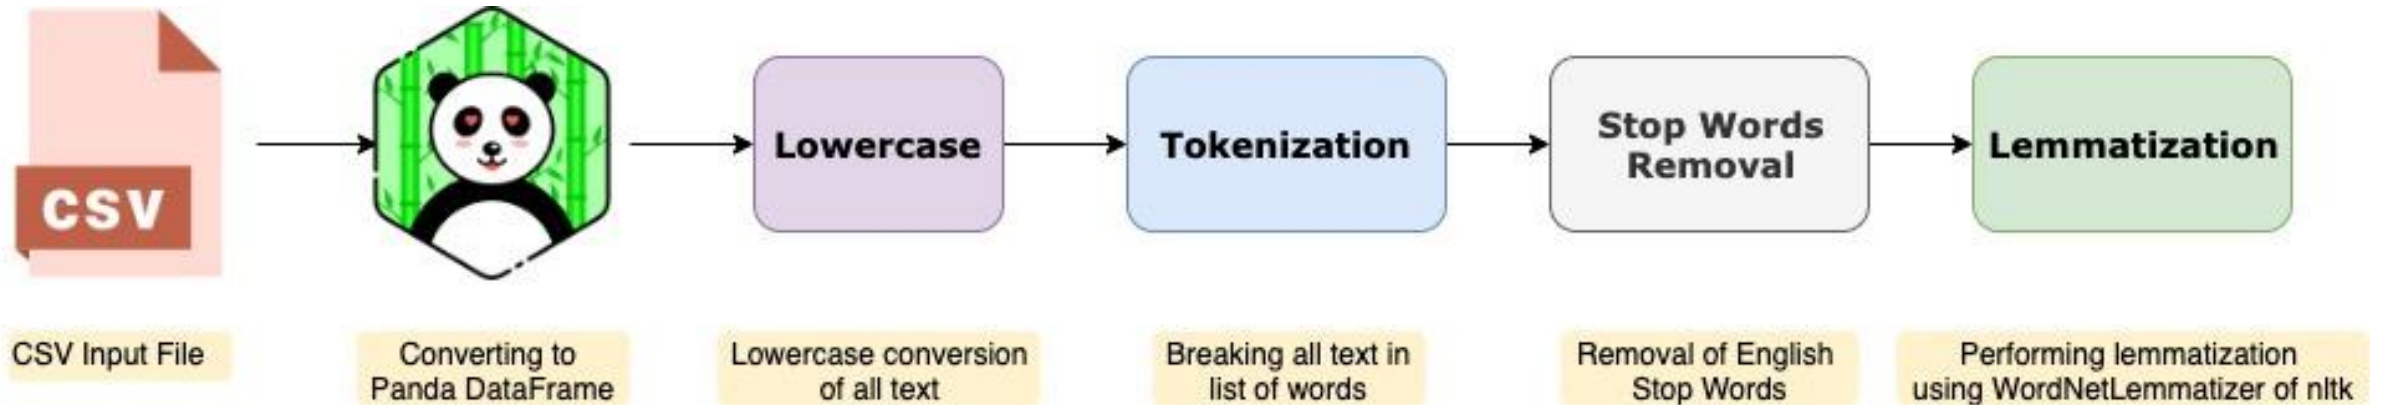 CSV
Lowercase
Tokenization
Stop Words
Removal
Lemmatization
CSV Input File
Converting to
Panda DataFrame
Lowercase conversion
of all text
Breaking all text in
list of words
Removal of English
Stop Words
Performing lemmatization
using WordNetLemmatizer of nltk